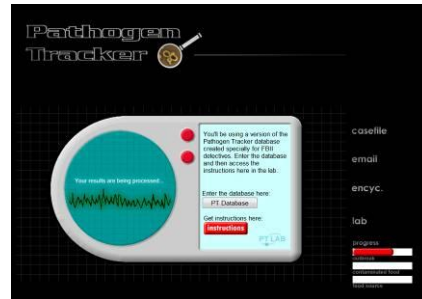 Pathogen
Tracker
You'll be using a version of the
Pathogen Tracker database
created specially for FBII
detectives. Enter the database
and then access the
instructions here in the lab.
Your results are being processed...
Enter the database here:
PT Database
Get instructions here:
instructions
PT LAB
casefile
email
encyc.
lab
progress
outbreak
contaminated food
food source